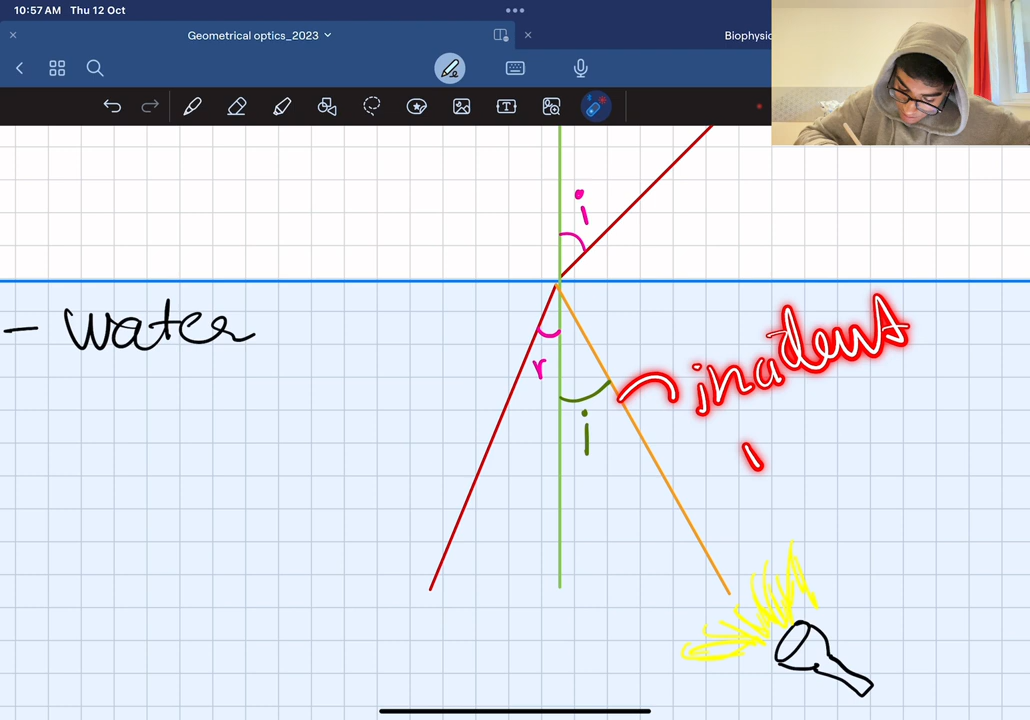 10:57 AM Thu 12 Oct
Geometrical optics_2023
Biophysic
i
- water
r
i
incident